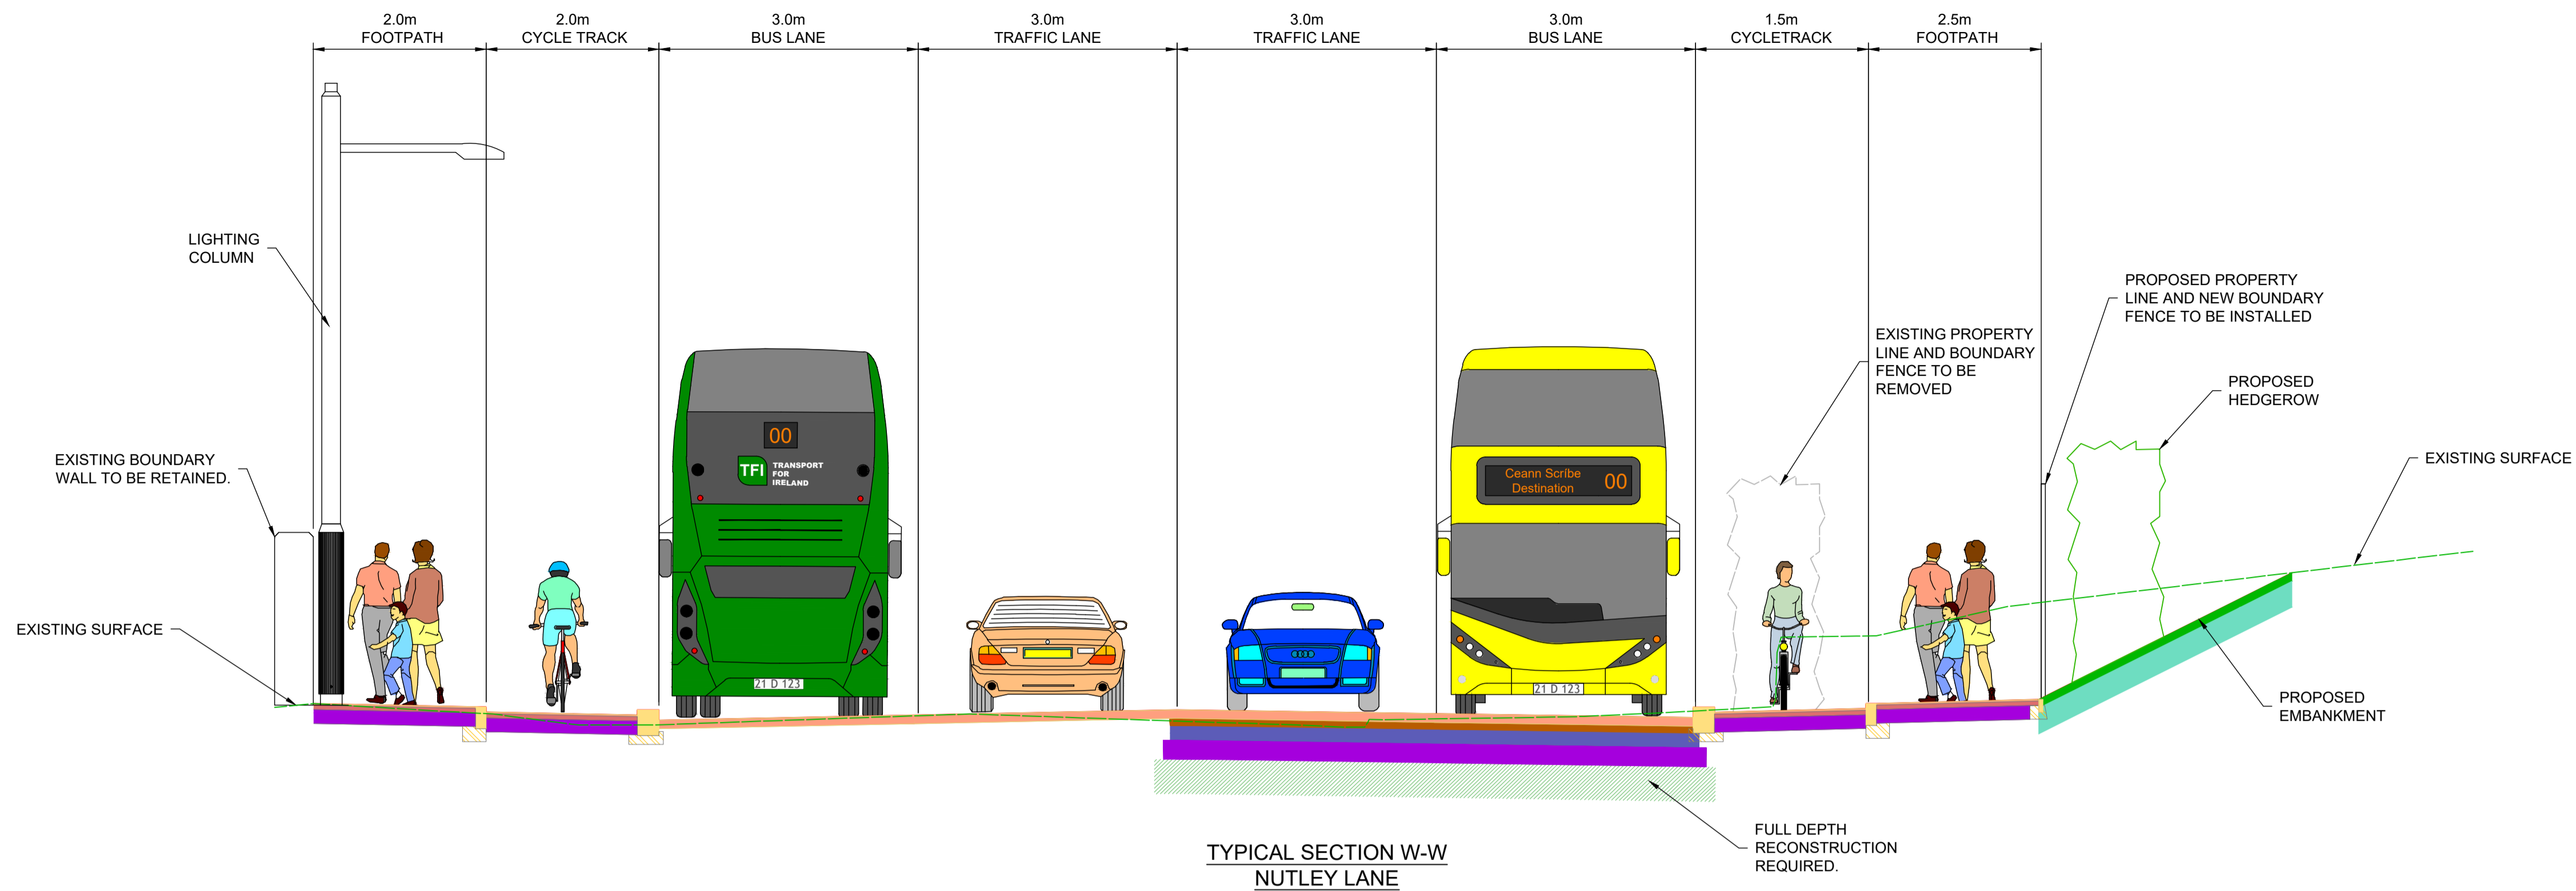 2.0m
FOOTPATH
2.0m
CYCLE TRACK
3.0m
BUS LANE
3.0m
TRAFFIC LANE
3.0m
TRAFFIC LANE
3.0m
BUS LANE
1.5m
CYCLETRACK
2.5m
FOOTPATH
LIGHTING
COLUMN
EXISTING BOUNDARY
WALL TO BE RETAINED.
EXISTING SURFACE
00
TFI
TRANSPORT
FOR
IRELAND
21 D 123
Ceann Scríbe
Destination
00
21 D 123
EXISTING PROPERTY
LINE AND BOUNDARY
FENCE TO BE
REMOVED
PROPOSED PROPERTY
LINE AND NEW BOUNDARY
FENCE TO BE INSTALLED
PROPOSED
HEDGEROW
EXISTING SURFACE
PROPOSED
EMBANKMENT
FULL DEPTH
RECONSTRUCTION
REQUIRED.
TYPICAL SECTION W-W
NUTLEY LANE